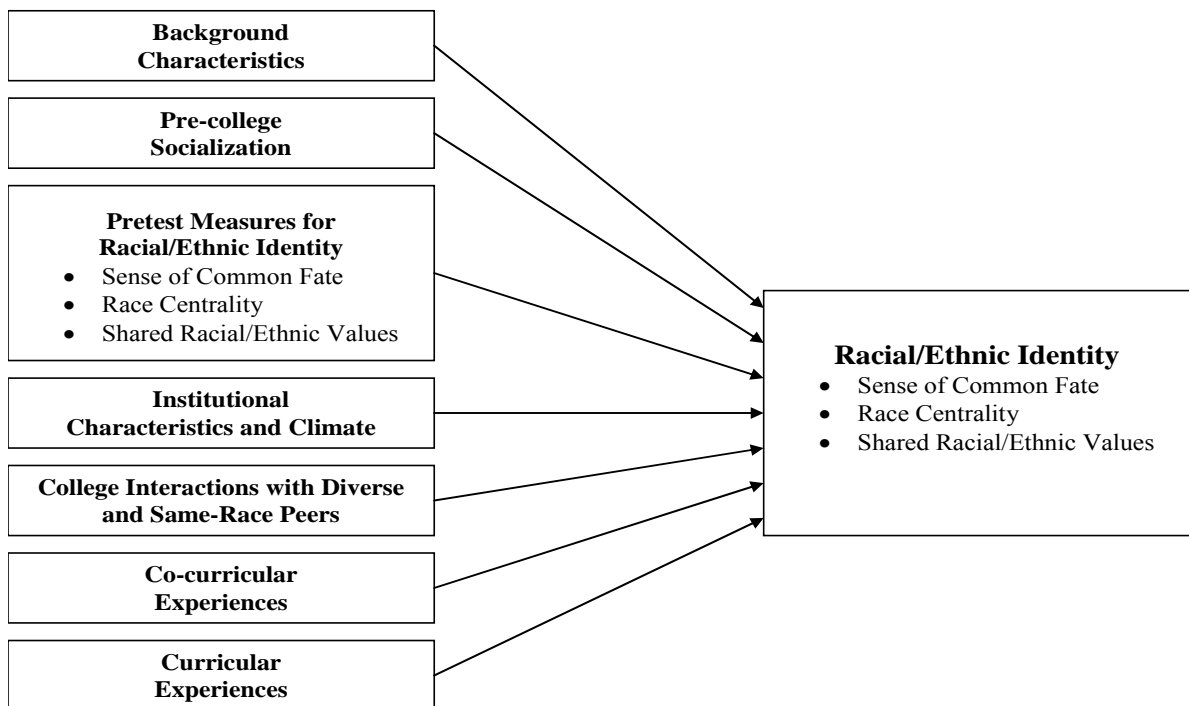 Background
Characteristics
Pre-college
Socialization
Pretest Measures for
Racial/Ethnic Identity
• Sense of Common Fate
• Race Centrality
• Shared Racial/Ethnic Values
Institutional
Characteristics and Climate
College Interactions with Diverse
and Same-Race Peers
Co-curricular
Experiences
Curricular
Experiences
Racial/Ethnic Identity
• Sense of Common Fate
• Race Centrality
• Shared Racial/Ethnic Values